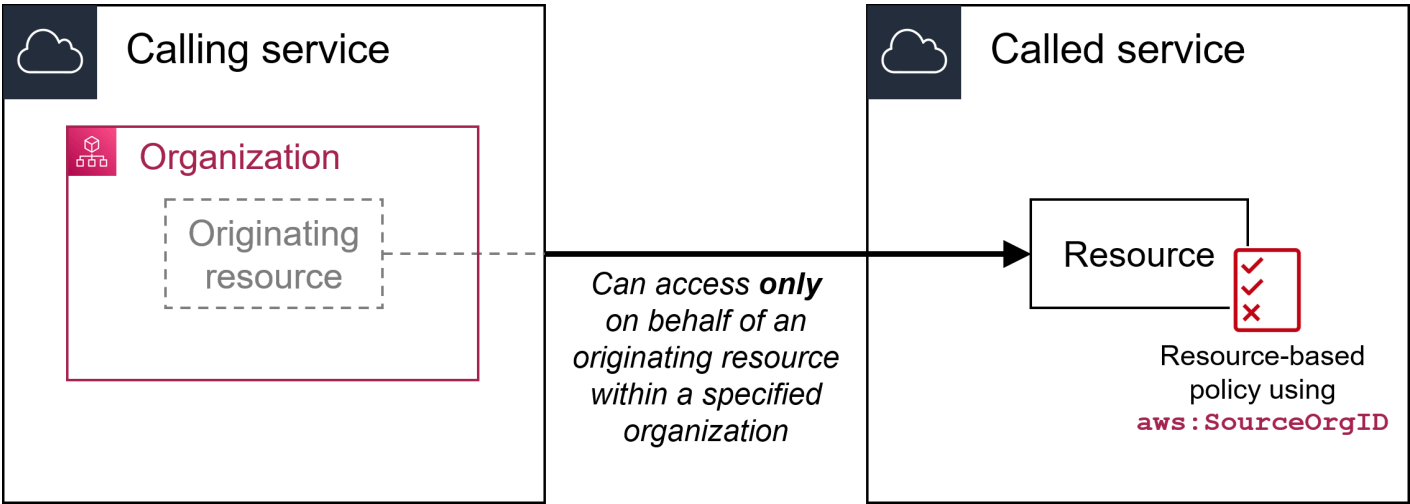 Calling service
Organization
Originating
resource
Can access only
on behalf of an
originating resource
within a specified
organization
Called service
Resource
Resource-based
policy using
aws:SourceOrgID